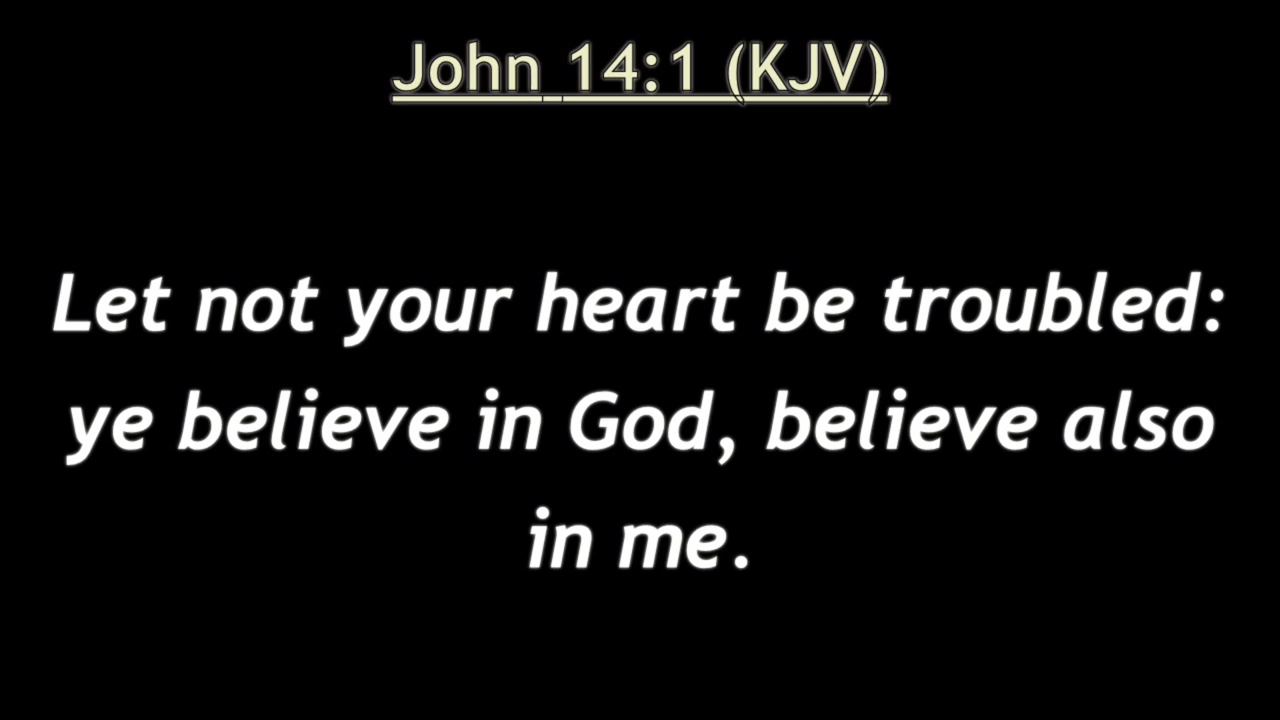 John 14:1 (KJV)
Let not your heart be troubled:
ye believe in God, believe also
in me.